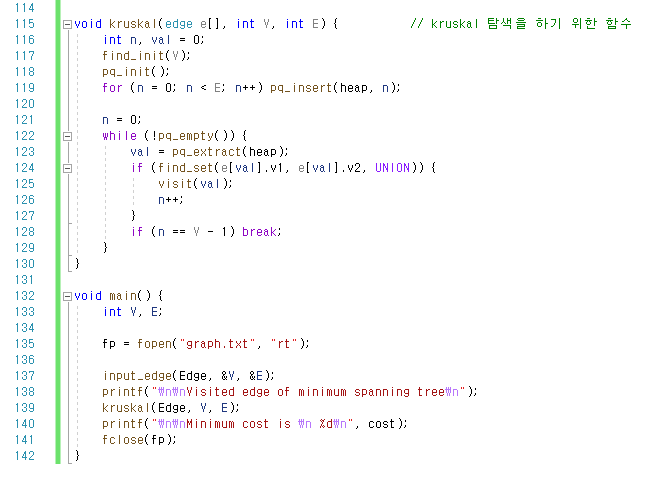 114
115 void kruskal(edge e[], int V, int E) { // kruskal 탐색을 하기 위한 함수
116 int n, val = 0;
117 find_init(V);
118 pq_init();
119 for (n = 0; n < E; n++) pq_insert(heap, n);
120
121 n = 0;
122 while (!pq_empty()) {
123 val = pq_extract(heap);
124 if (find_set(e[val].v1, e[val].v2, UNION)) {
125 visit(val);
126 n++;
127 }
128 if (n == V - 1) break;
129 }
130 }
131
132 void main() {
133 int V, E;
134
135 fp = fopen("graph.txt", "rt");
136
137 input_edge(Edge, &V, &E);
138 printf("₩n₩nVisited edge of minimum spanning tree₩n");
139 kruskal(Edge, V, E);
140 printf("₩n₩nMinimum cost is ₩n %d₩n", cost);
141 fclose(fp);
142 }